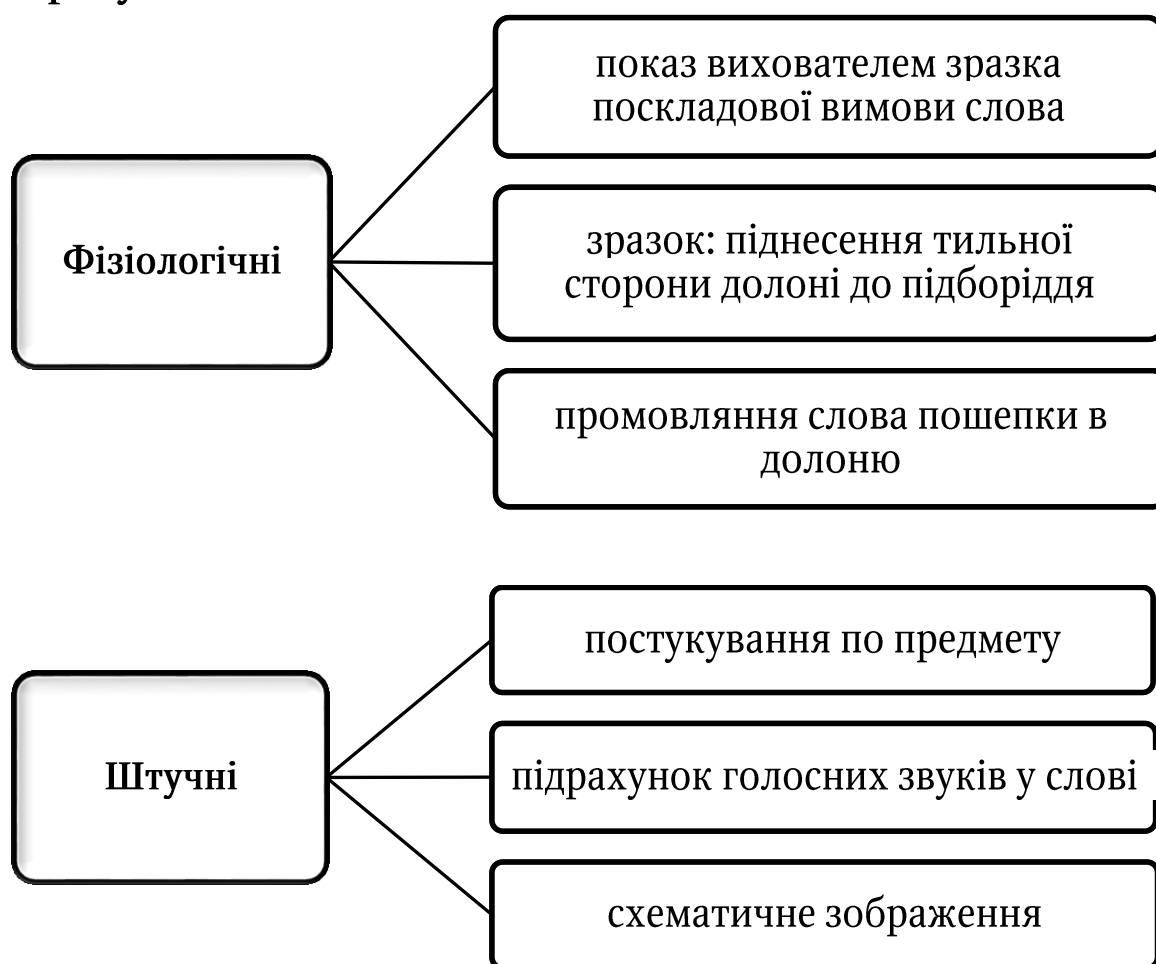 показ вихователем зразка
поскладової вимови слова
Фізіологічні
зразок: піднесення тильної
сторони долоні до підборіддя
промовляння слова пошепки в
долоню
постукування по предмету
Штучні
підрахунок голосних звуків у слові
схематичне зображення